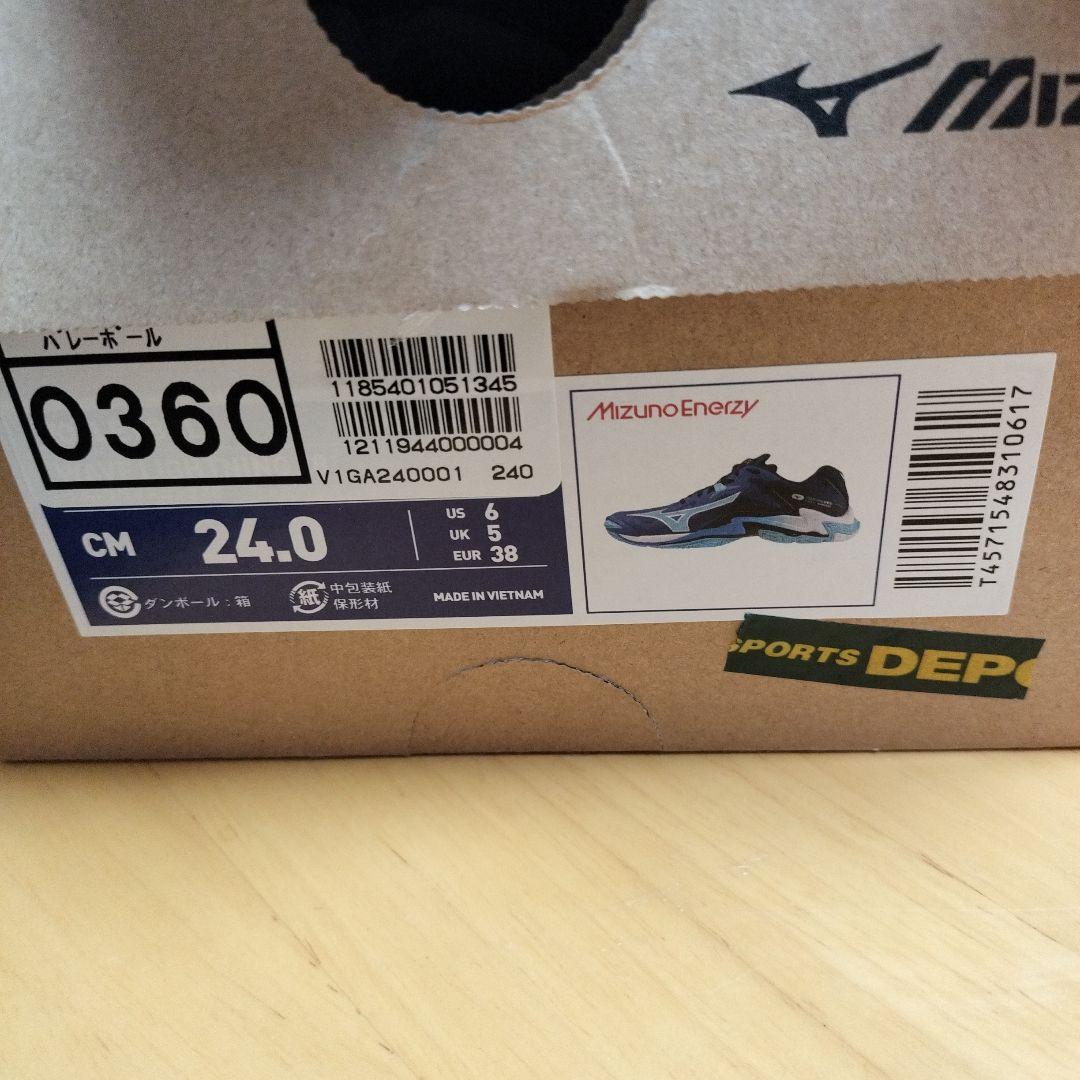 MIZ
バレーボール
0360
1185401051345
1211944000004
V1GA240001 240
CM 24.0
US 6
UK 5
EUR 38
ダンボール：箱
紙
中包装紙
保形材
MADE IN VIETNAM
MizunoEnerzy
T4571548310617
SPORTS DEPO